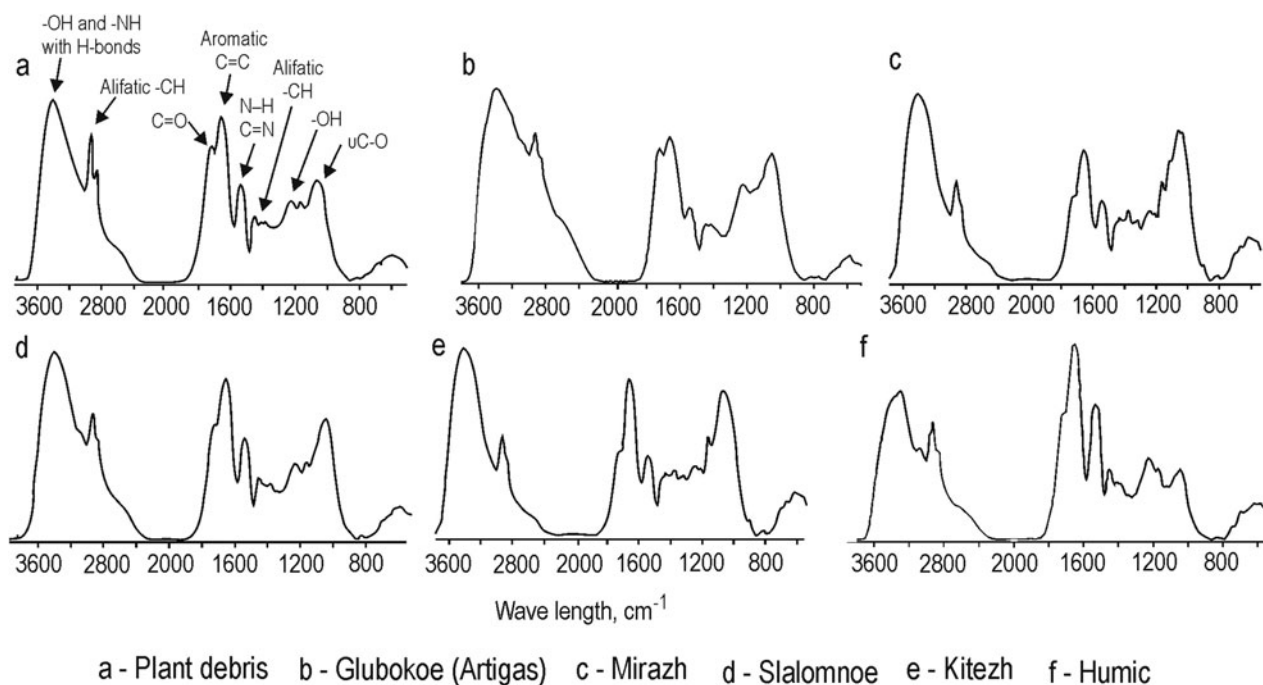 -OH and -NH
with H-bonds
Aromatic
C=C
Alifatic
-CH
a
Alifatic -CH
C=O
N–H
C=N
-OH
υC-O
b
c
3600 2800 2000 1600 1200 800
3600 2800 2000 1600 1200 800
3600 2800 2000 1600 1200 800
d
e
f
3600 2800 2000 1600 1200 800
3600 2800 2000 1600 1200 800
3600 2800 2000 1600 1200 800
Wave length, cm⁻¹
a - Plant debris b - Glubokoe (Artigas) c - Mirazh d - Slalomnoe e - Kitezh f - Humic